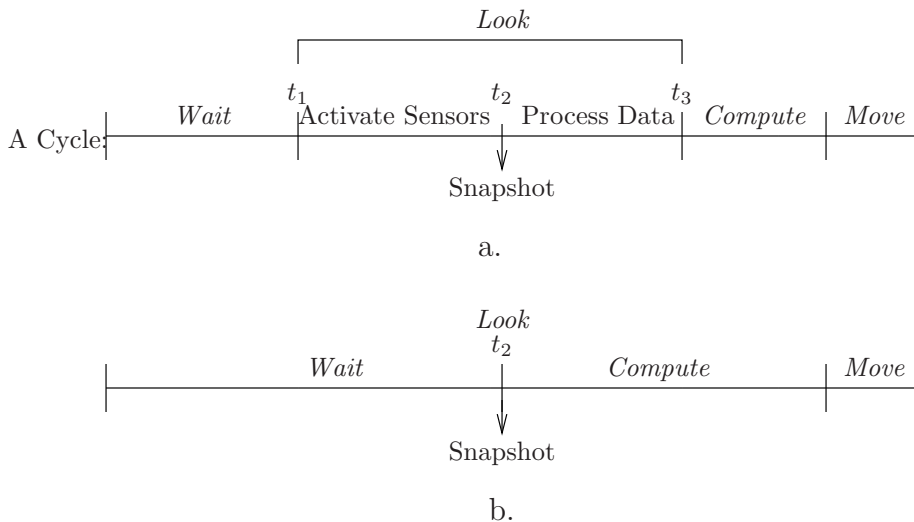 Look
t1 t2 t3
A Cycle: Wait Activate Sensors Process Data Compute Move
Snapshot
a.
Look
t2
Wait Compute Move
Snapshot
b.